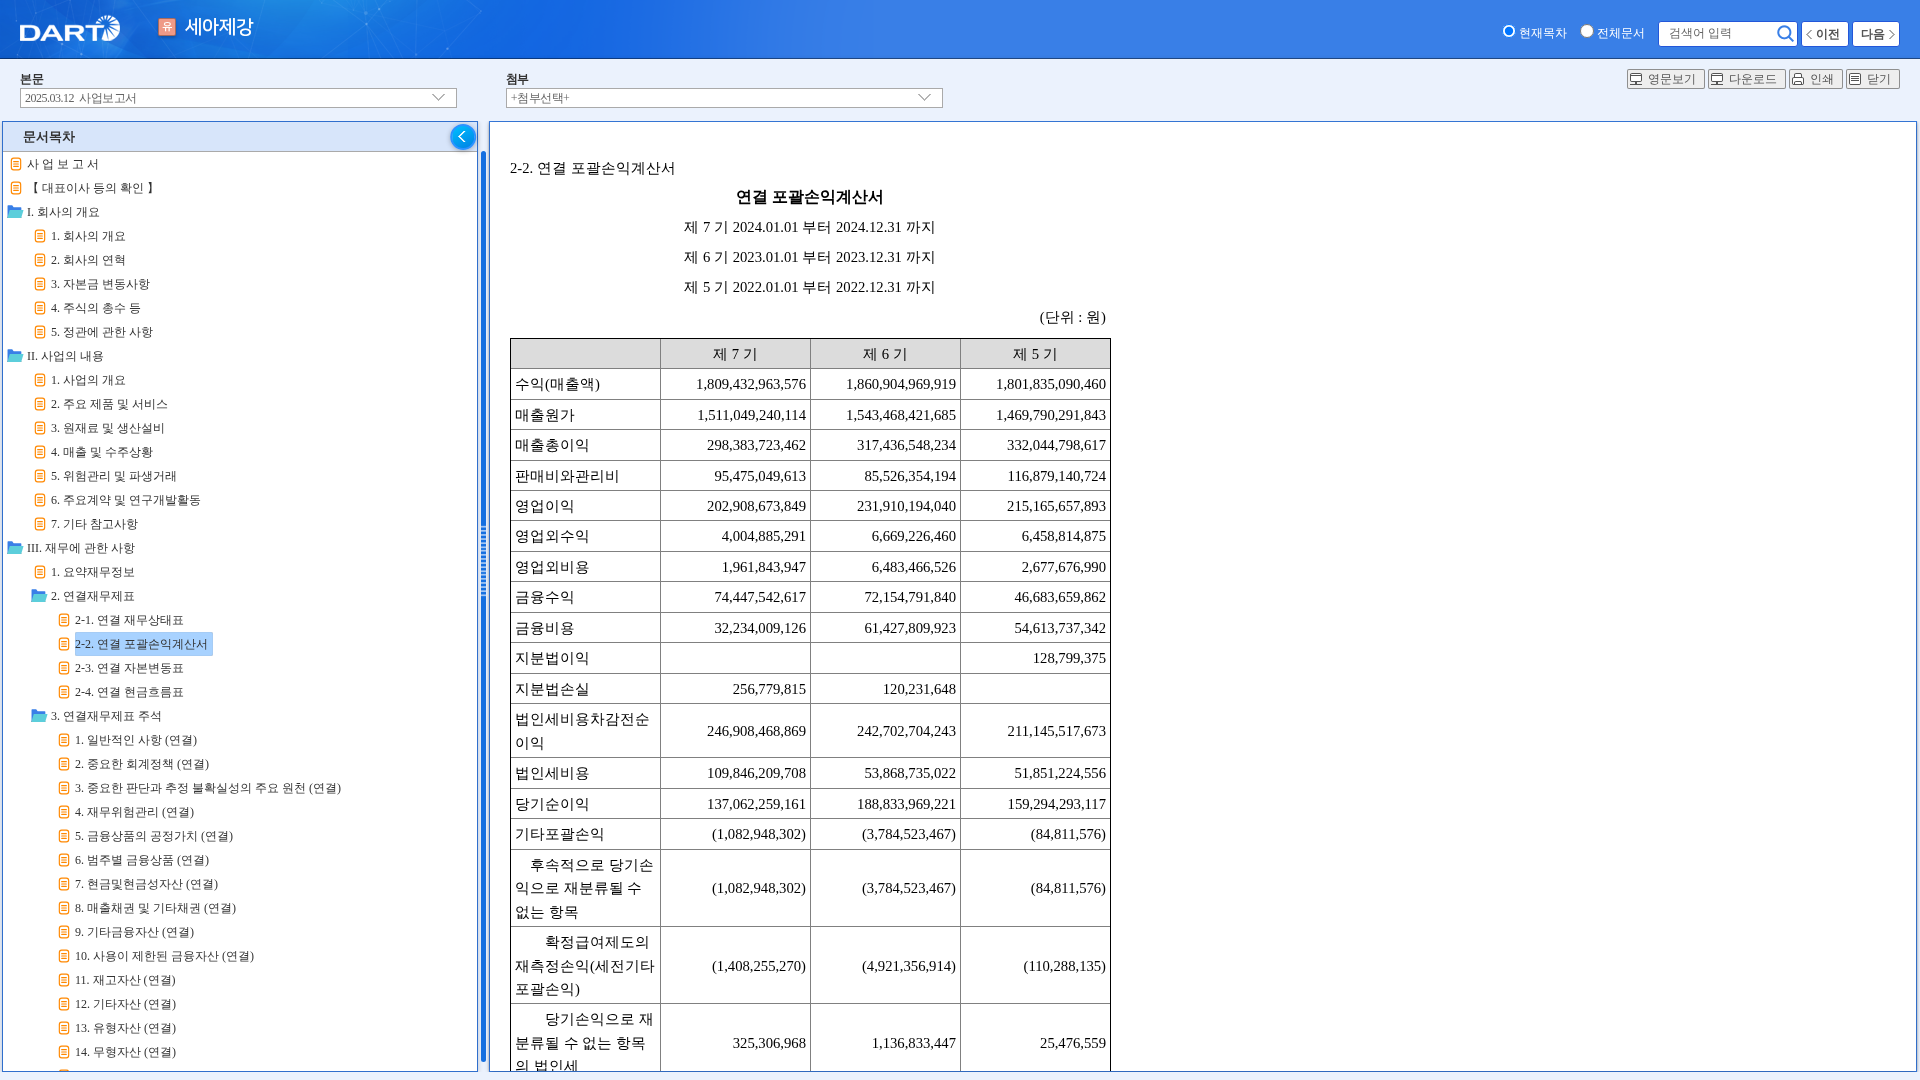 DART
유 세아제강
현재목차 전체문서 검색어 입력 이전 다음
본문
2025.03.12 사업보고서
첨부
+첨부선택+
영문보기 다운로드 인쇄 닫기
문서목차
사 업 보 고 서
【 대표이사 등의 확인 】
I. 회사의 개요
1. 회사의 개요
2. 회사의 연혁
3. 자본금 변동사항
4. 주식의 총수 등
5. 정관에 관한 사항
II. 사업의 내용
1. 사업의 개요
2. 주요 제품 및 서비스
3. 원재료 및 생산설비
4. 매출 및 수주상황
5. 위험관리 및 파생거래
6. 주요계약 및 연구개발활동
7. 기타 참고사항
III. 재무에 관한 사항
1. 요약재무정보
2. 연결재무제표
2-1. 연결 재무상태표
2-2. 연결 포괄손익계산서
2-3. 연결 자본변동표
2-4. 연결 현금흐름표
3. 연결재무제표 주석
1. 일반적인 사항 (연결)
2. 중요한 회계정책 (연결)
3. 중요한 판단과 추정 불확실성의 주요 원천 (연결)
4. 재무위험관리 (연결)
5. 금융상품의 공정가치 (연결)
6. 범주별 금융상품 (연결)
7. 현금및현금성자산 (연결)
8. 매출채권 및 기타채권 (연결)
9. 기타금융자산 (연결)
10. 사용이 제한된 금융자산 (연결)
11. 재고자산 (연결)
12. 기타자산 (연결)
13. 유형자산 (연결)
14. 무형자산 (연결)
2-2. 연결 포괄손익계산서
연결 포괄손익계산서
제 7 기 2024.01.01 부터 2024.12.31 까지
제 6 기 2023.01.01 부터 2023.12.31 까지
제 5 기 2022.01.01 부터 2022.12.31 까지
(단위 : 원)
제 7 기 제 6 기 제 5 기
수익(매출액) 1,809,432,963,576 1,860,904,969,919 1,801,835,090,460
매출원가 1,511,049,240,114 1,543,468,421,685 1,469,790,291,843
매출총이익 298,383,723,462 317,436,548,234 332,044,798,617
판매비와관리비 95,475,049,613 85,526,354,194 116,879,140,724
영업이익 202,908,673,849 231,910,194,040 215,165,657,893
영업외수익 4,004,885,291 6,669,226,460 6,458,814,875
영업외비용 1,961,843,947 6,483,466,526 2,677,676,990
금융수익 74,447,542,617 72,154,791,840 46,683,659,862
금융비용 32,234,009,126 61,427,809,923 54,613,737,342
지분법이익 128,799,375
지분법손실 256,779,815 120,231,648
법인세비용차감전순
이익 246,908,468,869 242,702,704,243 211,145,517,673
법인세비용 109,846,209,708 53,868,735,022 51,851,224,556
당기순이익 137,062,259,161 188,833,969,221 159,294,293,117
기타포괄손익 (1,082,948,302) (3,784,523,467) (84,811,576)
후속적으로 당기손
익으로 재분류될 수 (1,082,948,302) (3,784,523,467) (84,811,576)
없는 항목
확정급여제도의
재측정손익(세전기타 (1,408,255,270) (4,921,356,914) (110,288,135)
포괄손익)
당기손익으로 재
분류될 수 없는 항목 325,306,968 1,136,833,447 25,476,559
의 법인세